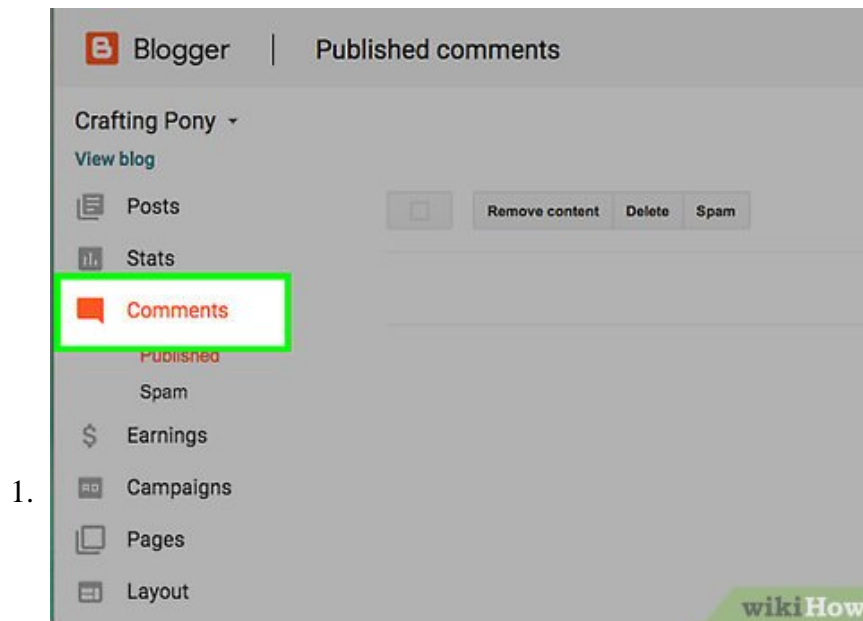 Blogger | Published comments
Crafting Pony
View blog
Posts
Remove content Delete Spam
Stats
Comments
Published
Spam
$ Earnings
1.
AD Campaigns
Pages
Layout
wikiHow